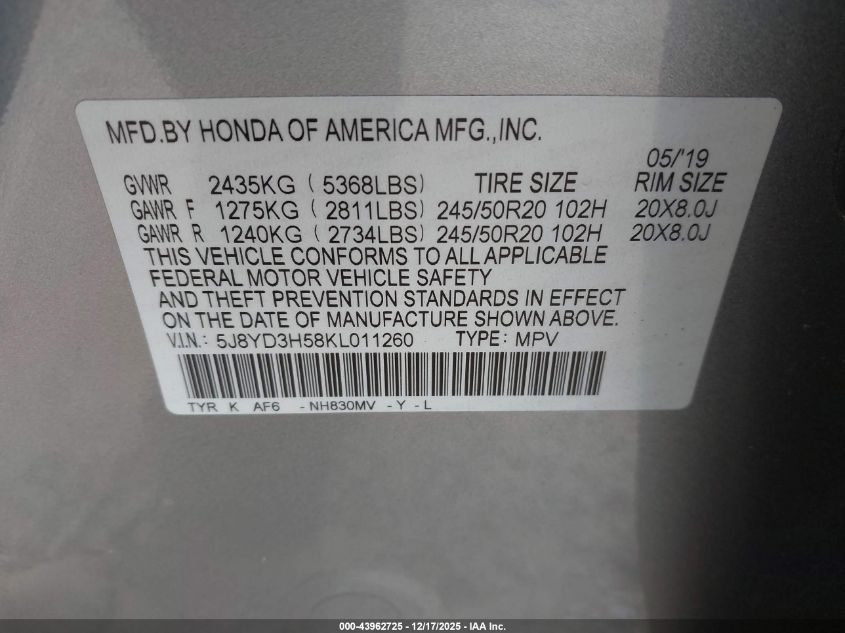 MFD.BY HONDA OF AMERICA MFG.,INC.
05/'19
GVWR 2435KG ( 5368LBS) TIRE SIZE RIM SIZE
GAWR F 1275KG ( 2811LBS) 245/50R20 102H 20X8.0J
GAWR R 1240KG ( 2734LBS) 245/50R20 102H 20X8.0J
THIS VEHICLE CONFORMS TO ALL APPLICABLE
FEDERAL MOTOR VEHICLE SAFETY
AND THEFT PREVENTION STANDARDS IN EFFECT
ON THE DATE OF MANUFACTURE SHOWN ABOVE.
V.I.N.: 5J8YD3H58KL011260 TYPE: MPV
TYR K AF6 -NH830MV -Y-L
000-43962725 - 12/17/2025 - IAA Inc.